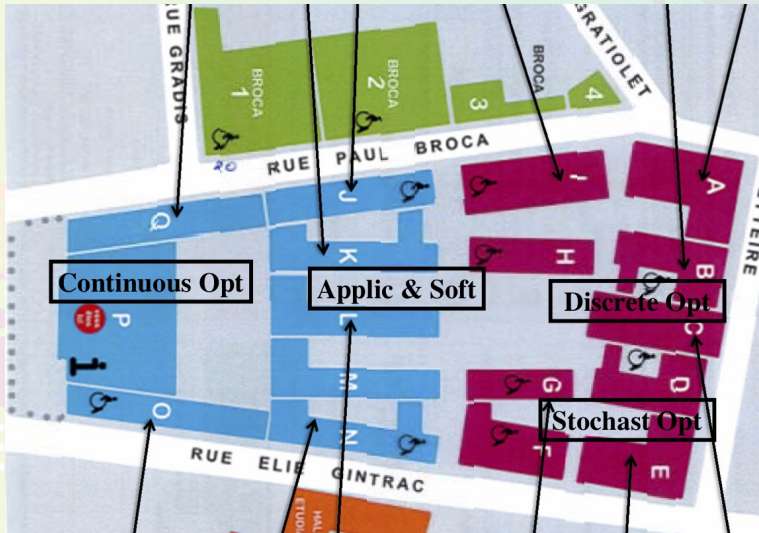 RUE GRADIS
GRATIOLET
BROCA
1
BROCA
2
BROCA
3
4
RUE PAUL BROCA
J
I
A
Q
K
H
B
Continuous Opt
Applic & Soft
Discrete Opt
P
L
C
M
G
D
O
N
F
Stochast Opt
E
RUE ELIE GINTRAC